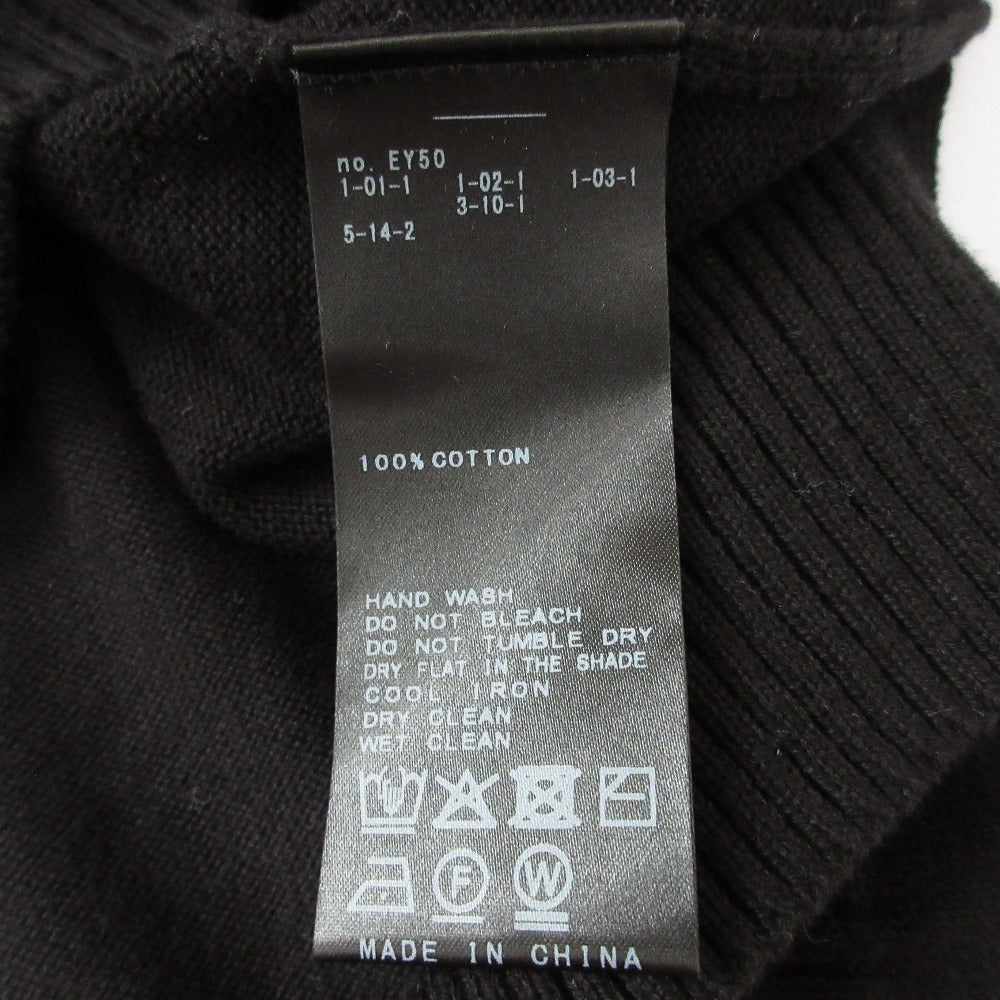 no. EY50
1-01-1 1-02-1 1-03-1
3-10-1
5-14-2
100% COTTON
HAND WASH
DO NOT BLEACH
DO NOT TUMBLE DRY
DRY FLAT IN THE SHADE
COOL IRON
DRY CLEAN
WET CLEAN
F W
MADE IN CHINA